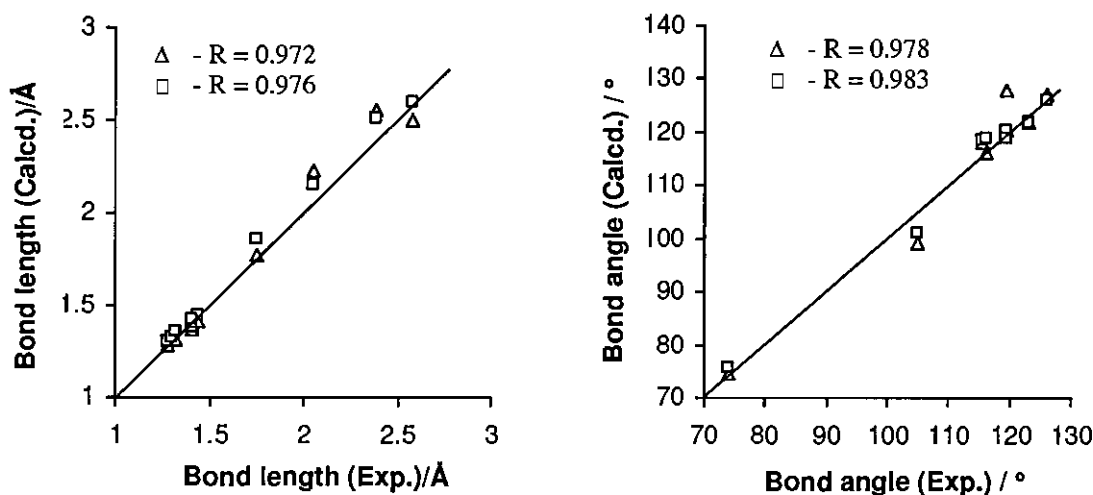 3
2.5
2
1.5
1
Bond length (Calcd.)/Å
△ - R = 0.972
□ - R = 0.976
1 1.5 2 2.5 3
Bond length (Exp.)/Å
140
130
120
110
100
90
80
70
Bond angle (Calcd.) / °
△ - R = 0.978
□ - R = 0.983
70 80 90 100 110 120 130
Bond angle (Exp.) / °